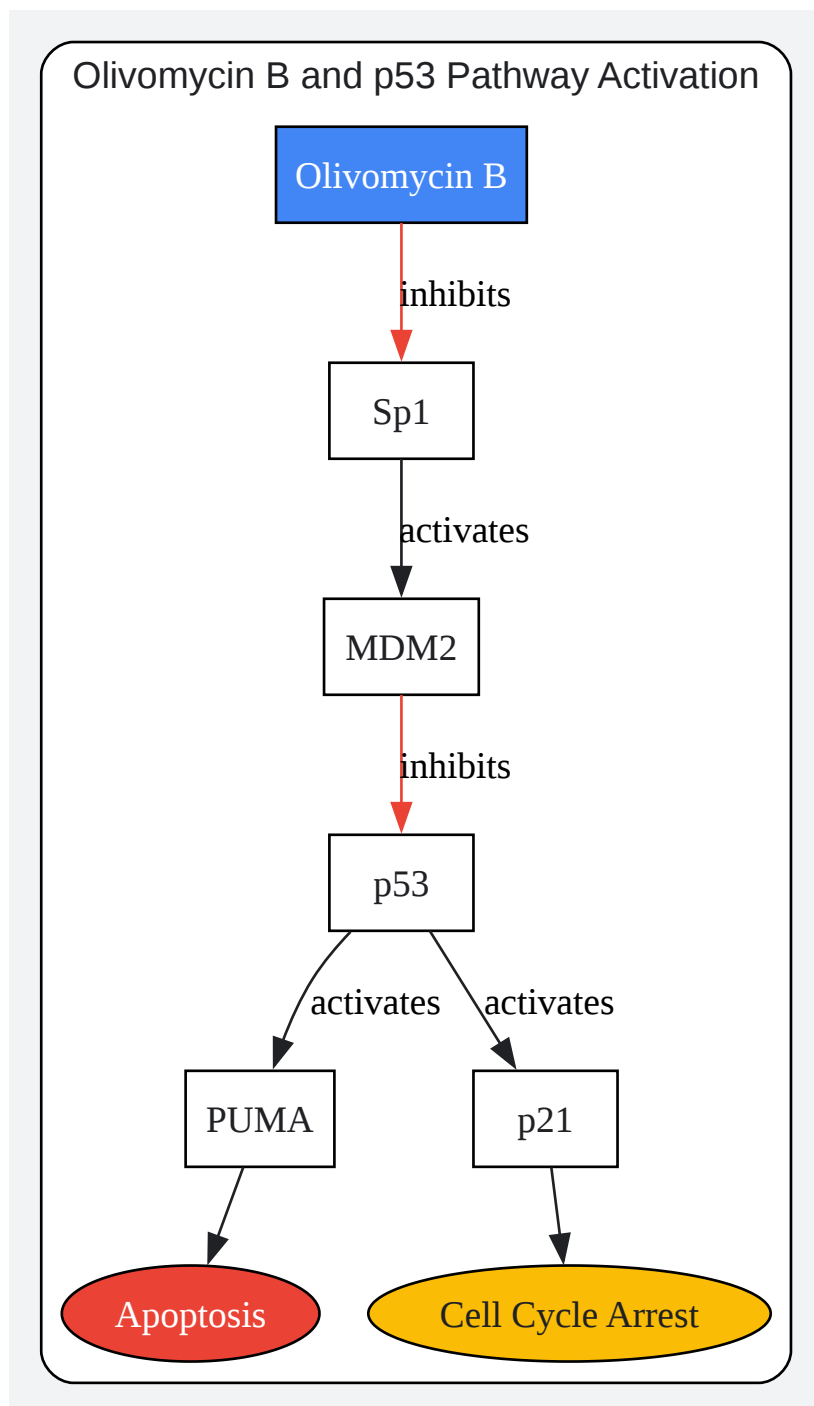 Olivomycin B and p53 Pathway Activation
Olivomycin B
inhibits
Sp1
activates
MDM2
inhibits
p53
activates
activates
PUMA
p21
Apoptosis
Cell Cycle Arrest